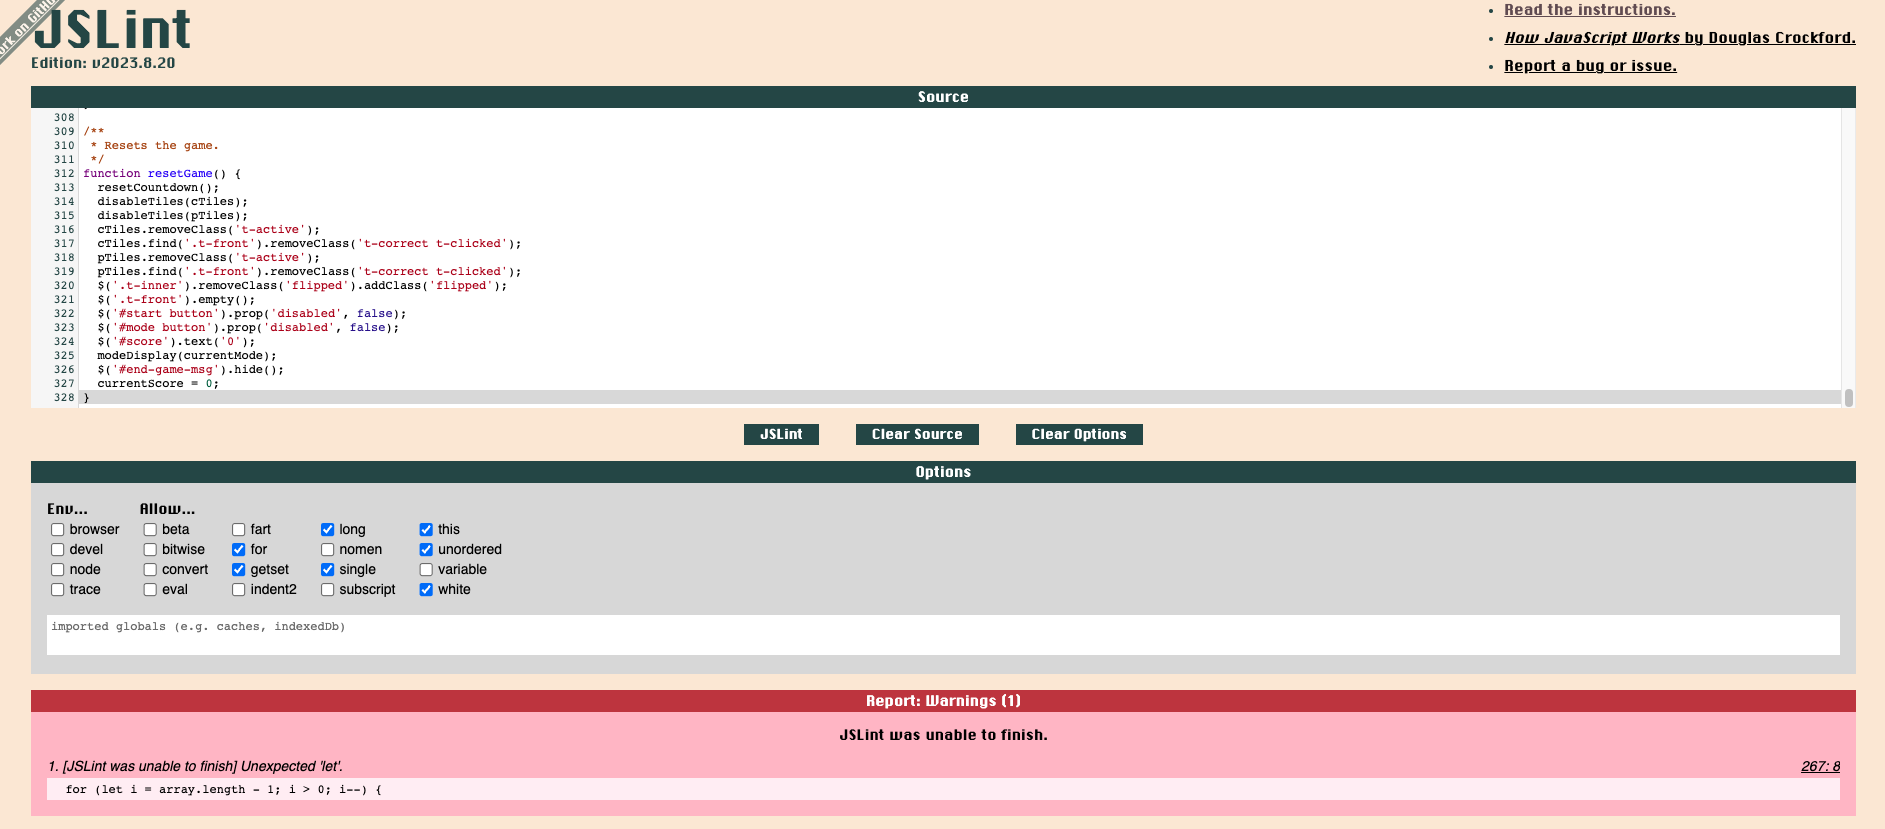 ork on GitHub
JSLint
Edition: v2023.8.20
• Read the instructions.
• How JavaScript Works by Douglas Crockford.
• Report a bug or issue.
Source
308
309 /**
310  * Resets the game.
311  */
312 function resetGame() {
313   resetCountdown();
314   disableTiles(cTiles);
315   disableTiles(pTiles);
316   cTiles.removeClass('t-active');
317   cTiles.find('.t-front').removeClass('t-correct t-clicked');
318   pTiles.removeClass('t-active');
319   pTiles.find('.t-front').removeClass('t-correct t-clicked');
320   $('.t-inner').removeClass('flipped').addClass('flipped');
321   $('.t-front').empty();
322   $('#start button').prop('disabled', false);
323   $('#mode button').prop('disabled', false);
324   $('#score').text('0');
325   modeDisplay(currentMode);
326   $('#end-game-msg').hide();
327   currentScore = 0;
328 }
JSLint Clear Source Clear Options
Options
Env... Allow...
browser beta fart long this
devel bitwise for nomen unordered
node convert getset single variable
trace eval indent2 subscript white
imported globals (e.g. caches, indexedDb)
Report: Warnings (1)
JSLint was unable to finish.
1. [JSLint was unable to finish] Unexpected 'let'. 267: 8
for (let i = array.length - 1; i > 0; i--) {